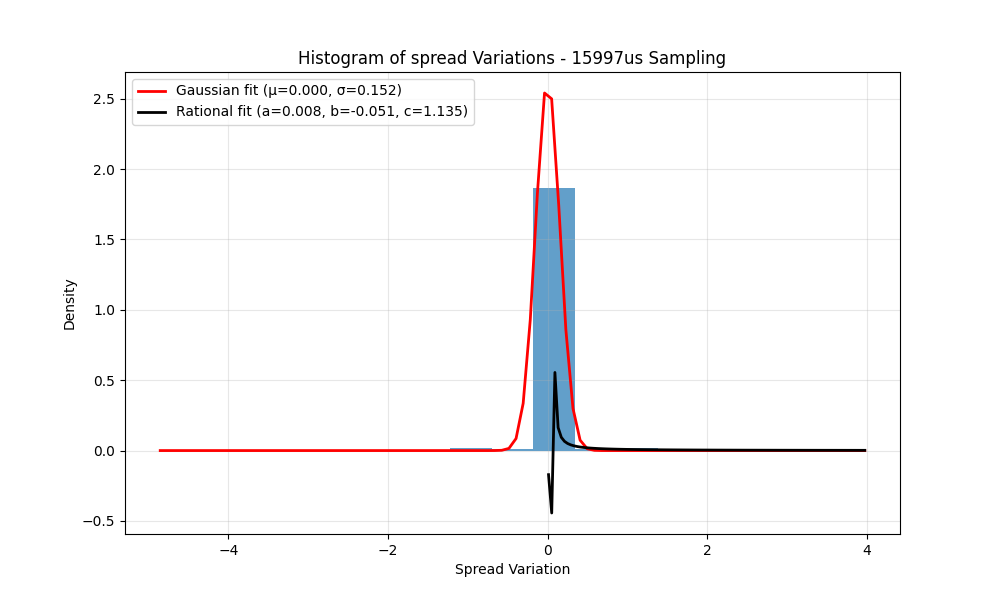 Histogram of spread Variations - 15997us Sampling
Gaussian fit (μ=0.000, σ=0.152)
Rational fit (a=0.008, b=-0.051, c=1.135)
2.5
2.0
1.5
1.0
0.5
0.0
−0.5
Density
−4
−2
0
2
4
Spread Variation